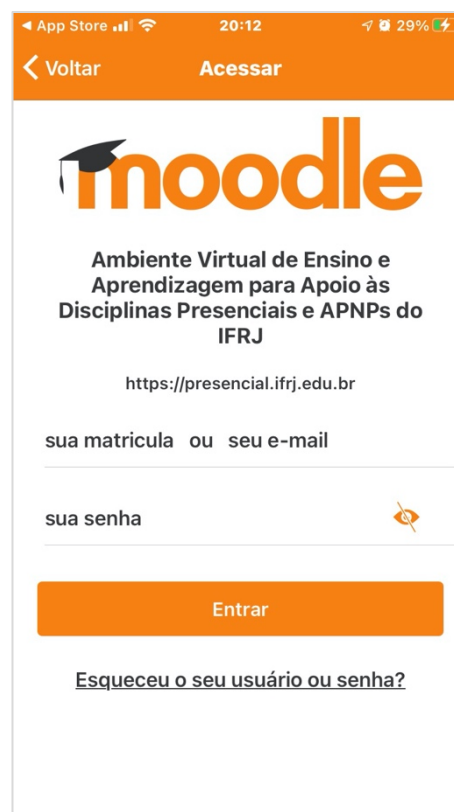 App Store 20:12 29%
Voltar Acessar
moodle
Ambiente Virtual de Ensino e
Aprendizagem para Apoio às
Disciplinas Presenciais e APNPs do
IFRJ
https://presencial.ifrj.edu.br
sua matricula ou seu e-mail
sua senha
Entrar
Esqueceu o seu usuário ou senha?